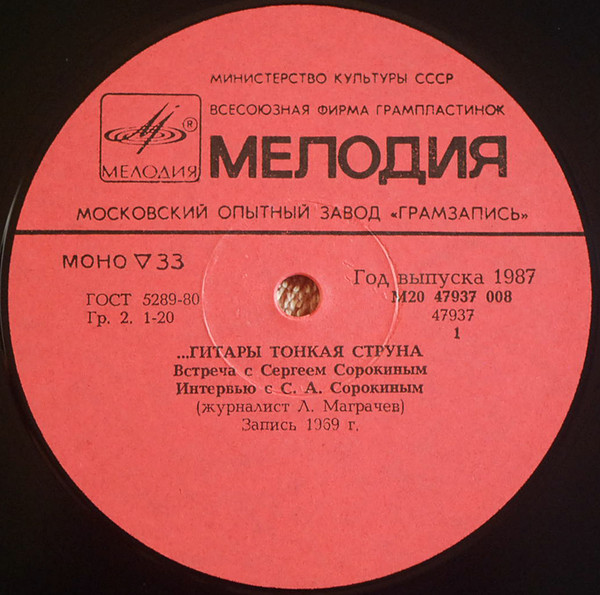 МИНИСТЕРСТВО КУЛЬТУРЫ СССР
ВСЕСОЮЗНАЯ ФИРМА ГРАМПЛАСТИНОК
®
МЕЛОДИЯ
МЕЛОДИЯ
МОСКОВСКИЙ ОПЫТНЫЙ ЗАВОД «ГРАМЗАПИСЬ»
МОНО ▽ 33
Год выпуска 1987
ГОСТ 5289-80
М20 47937 008
Гр. 2. 1-20
47937
1
...ГИТАРЫ ТОНКАЯ СТРУНА
Встреча с Сергеем Сорокиным
Интервью с С. А. Сорокиным
(журналист Л. Маграчев)
Запись 1969 г.